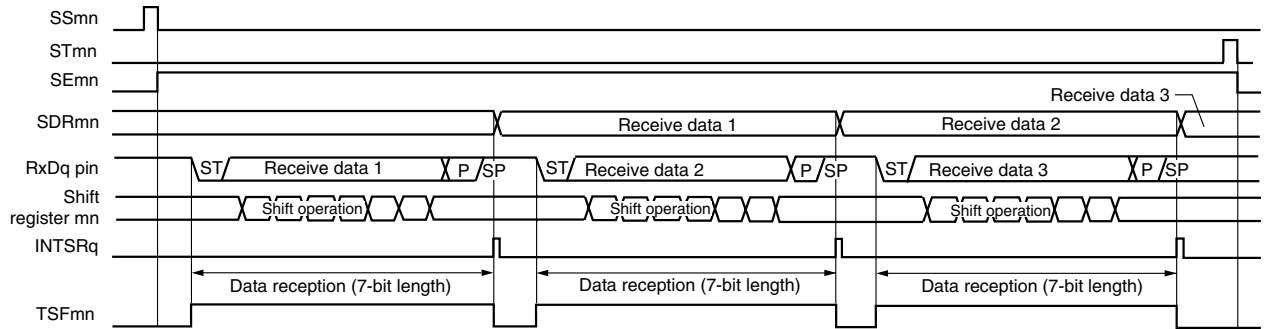 SSmn
STmn
SEmn
Receive data 3
SDRmn
Receive data 1
Receive data 2
RxDq pin
ST
Receive data 1
P
SP
ST
Receive data 2
P
SP
ST
Receive data 3
P
SP
Shift
register mn
Shift operation
Shift operation
Shift operation
INTSRq
Data reception (7-bit length)
Data reception (7-bit length)
Data reception (7-bit length)
TSFmn